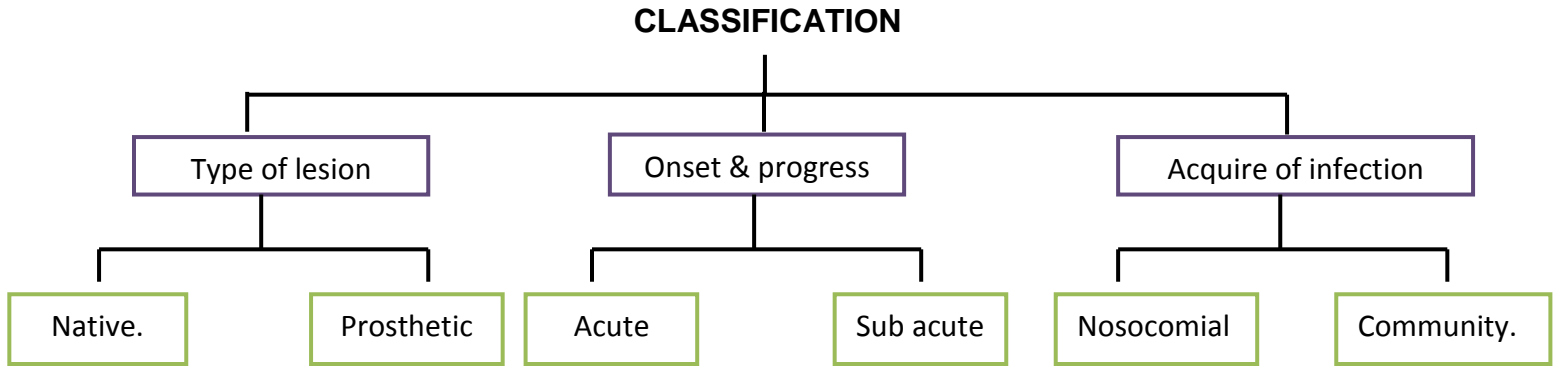 CLASSIFICATION
Type of lesion
Onset & progress
Acquire of infection
Native.
Prosthetic
Acute
Sub acute
Nosocomial
Community.